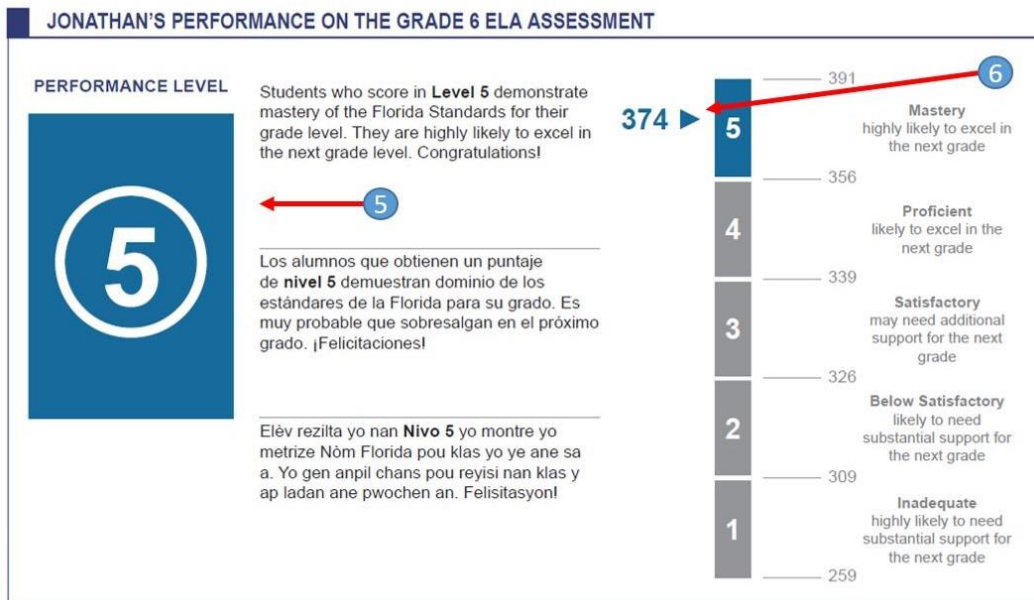 JONATHAN'S PERFORMANCE ON THE GRADE 6 ELA ASSESSMENT
PERFORMANCE LEVEL
5
Students who score in Level 5 demonstrate
mastery of the Florida Standards for their
grade level. They are highly likely to excel in
the next grade level. Congratulations!
5
Los alumnos que obtienen un puntaje
de nivel 5 demuestran dominio de los
estándares de la Florida para su grado. Es
muy probable que sobresalgan en el próximo
grado. ¡Felicitaciones!
Elèv rezilta yo nan Nivo 5 yo montre yo
metrize Nòm Florida pou klas yo ye ane sa
a. Yo gen anpil chans pou reyisi nan klas y
ap ladan ane pwochen an. Felisitasyon!
374
6
391
5
Mastery
highly likely to excel in
the next grade
356
4
Proficient
likely to excel in the
next grade
339
3
Satisfactory
may need additional
support for the next
grade
326
2
Below Satisfactory
likely to need
substantial support for
the next grade
309
1
Inadequate
highly likely to need
substantial support for
the next grade
259